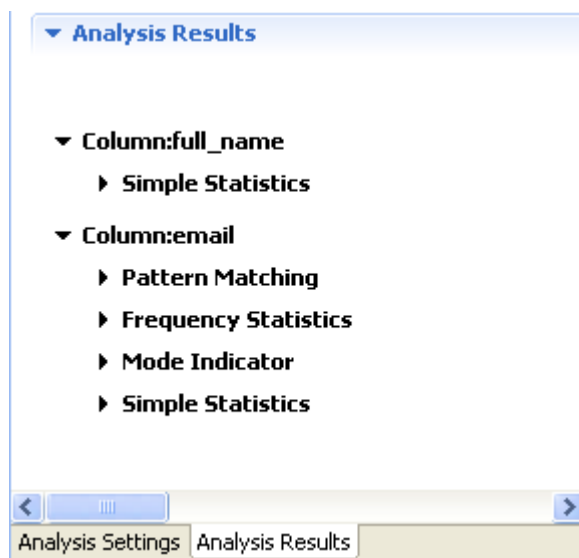 Analysis Results
Column:full_name
Simple Statistics
Column:email
Pattern Matching
Frequency Statistics
Mode Indicator
Simple Statistics
Analysis Settings Analysis Results